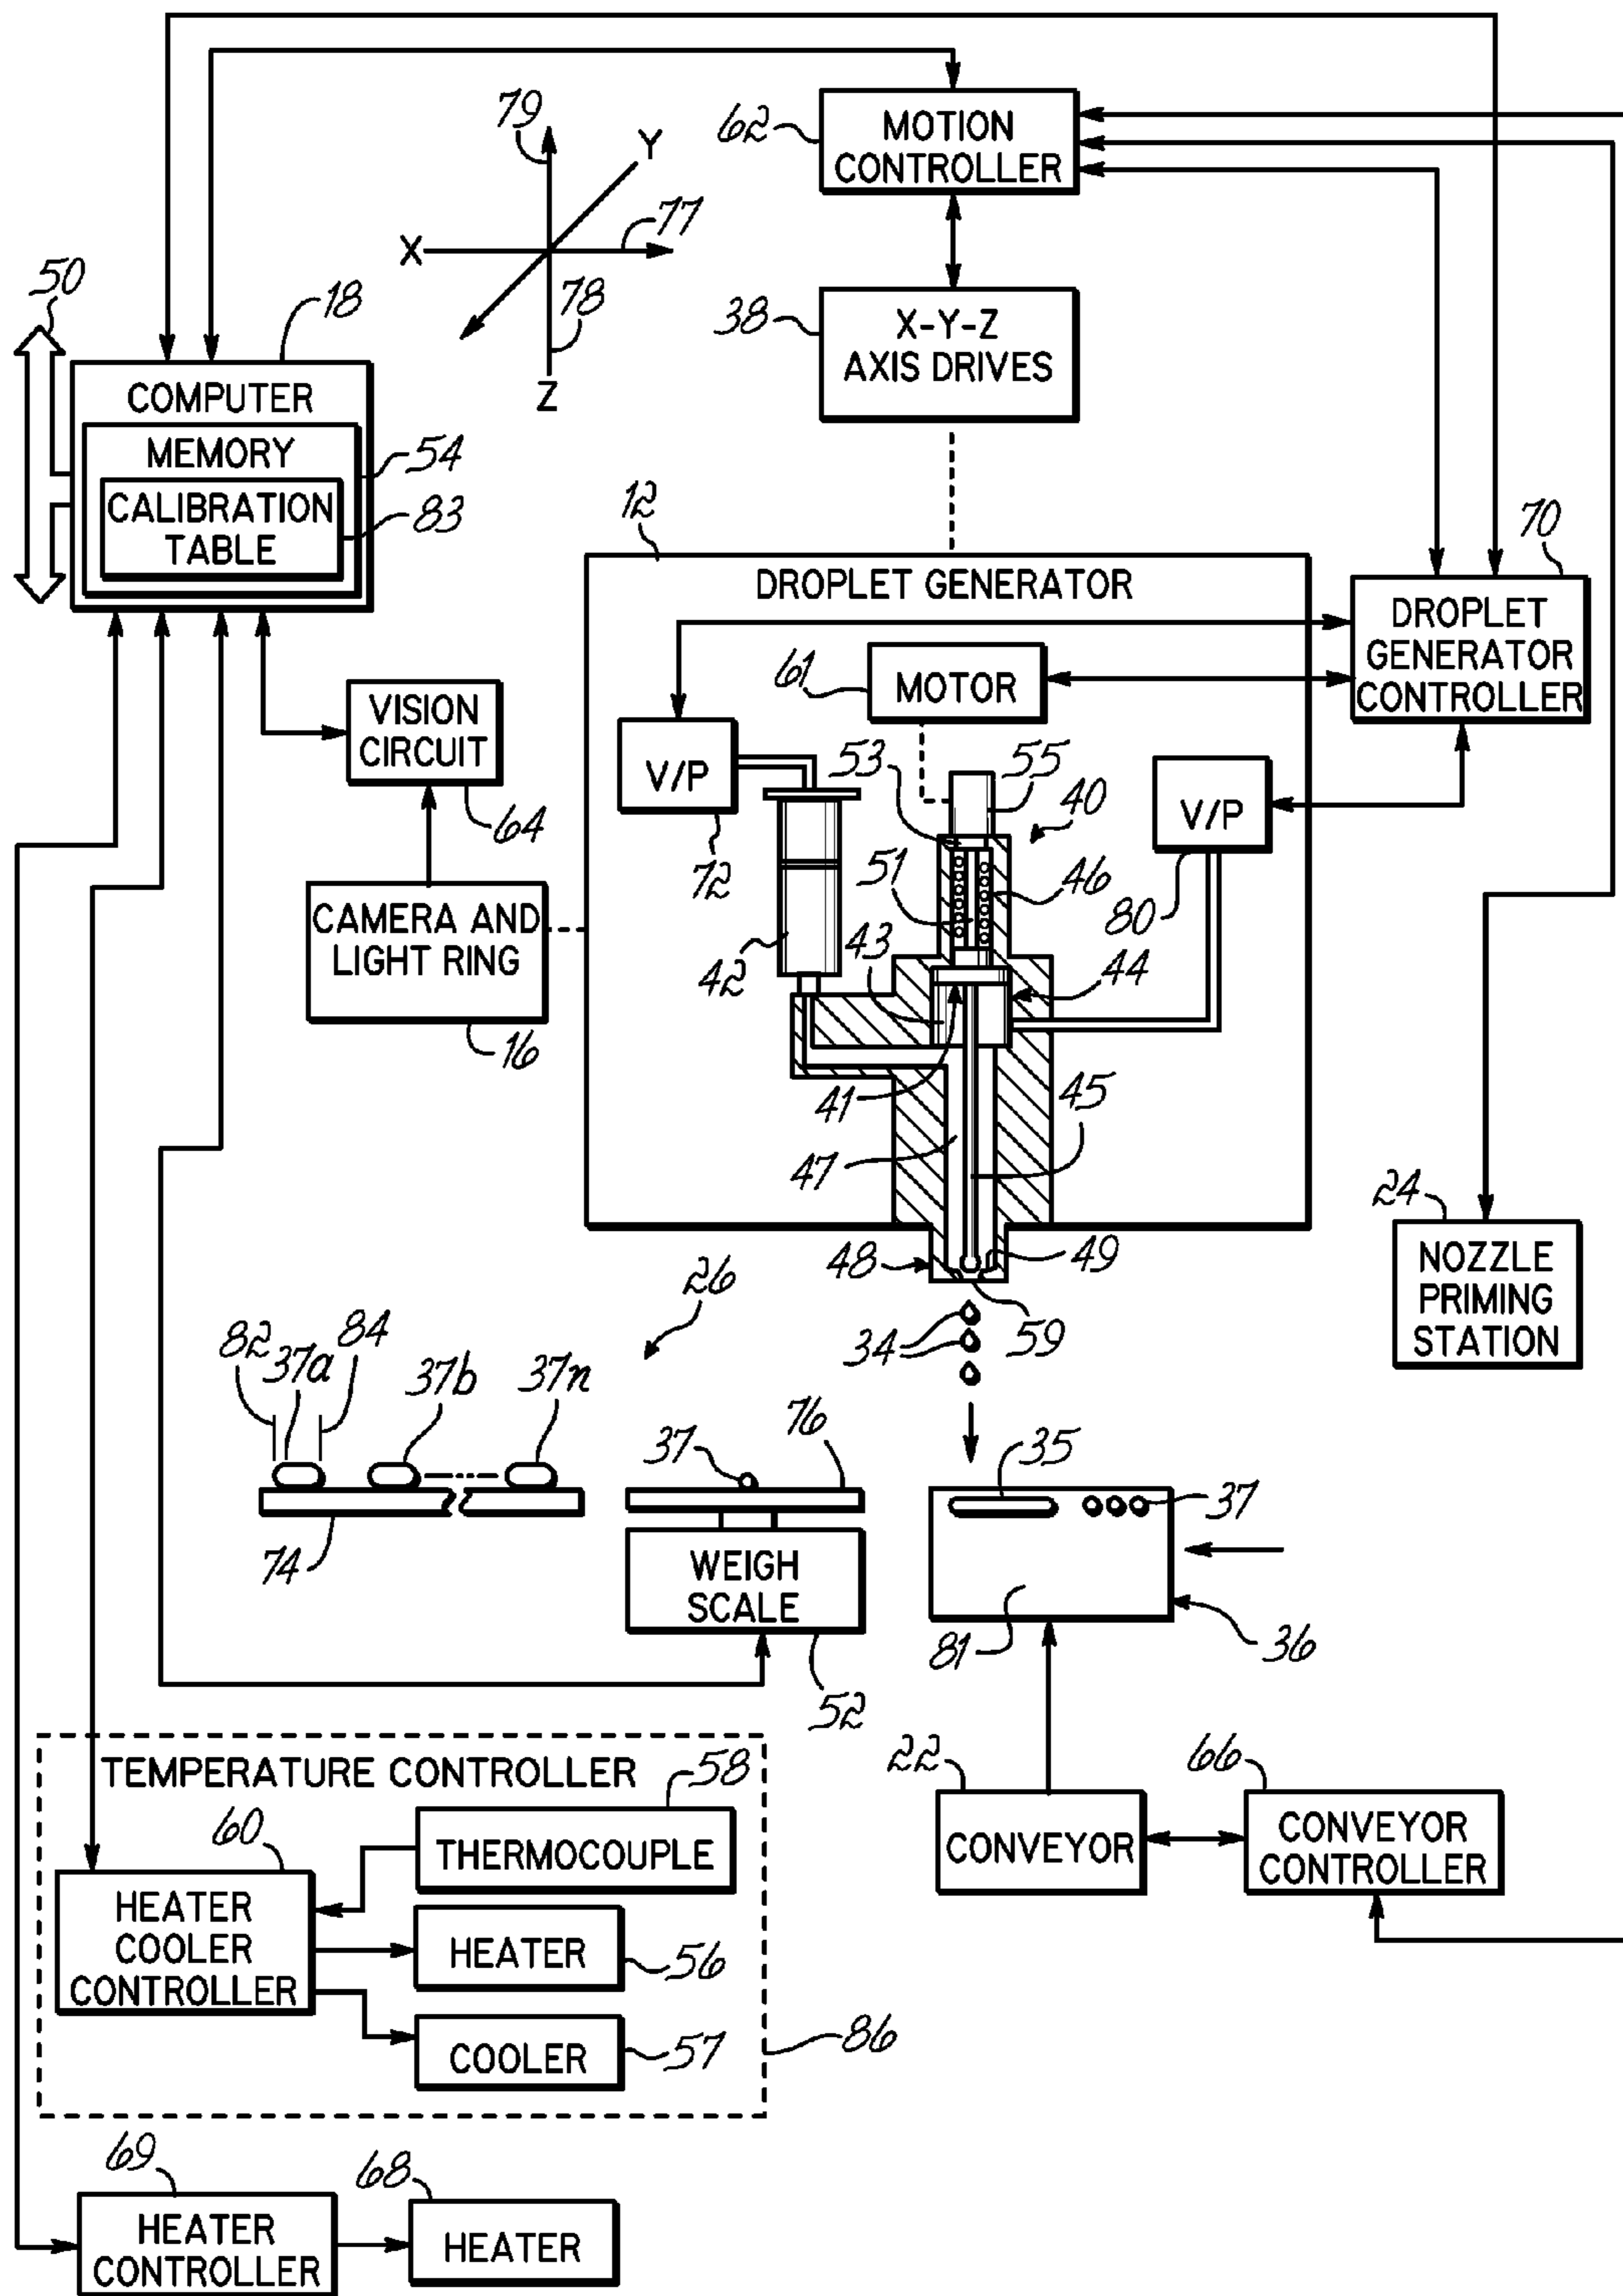 79
Y
62
MOTION
CONTROLLER
X
77
50
18
78
Z
38
X-Y-Z
AXIS DRIVES
COMPUTER
MEMORY
54
CALIBRATION
TABLE
83
12
DROPLET GENERATOR
70
DROPLET
GENERATOR
CONTROLLER
61
MOTOR
VISION
CIRCUIT
64
V/P
72
53
55
40
V/P
80
51
46
CAMERA AND
LIGHT RING
16
42
43
44
41
45
47
24
NOZZLE
PRIMING
STATION
48
49
26
34
59
82
37a
84
37b
37n
37
76
35
37
74
WEIGH
SCALE
52
81
36
TEMPERATURE CONTROLLER
58
THERMOCOUPLE
60
HEATER
COOLER
CONTROLLER
HEATER
56
COOLER
57
86
22
CONVEYOR
66
CONVEYOR
CONTROLLER
69
HEATER
CONTROLLER
68
HEATER